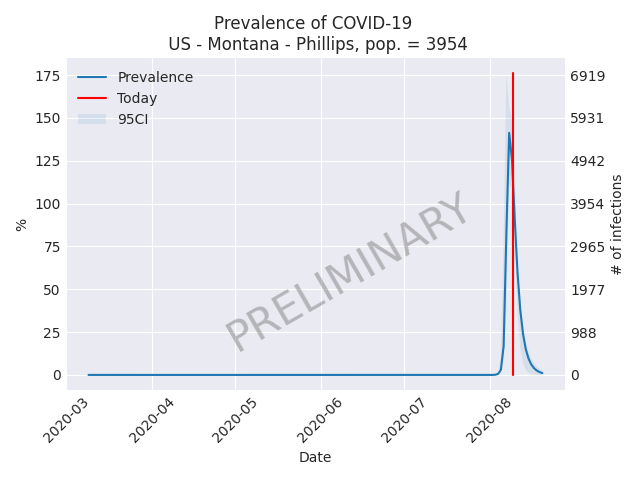 Prevalence of COVID-19
US - Montana - Phillips, pop. = 3954
175
150
125
100
75
50
25
0
%
Prevalence
Today
95CI
PRELIMINARY
6919
5931
4942
3954
2965
1977
988
0
# of infections
2020-03
2020-04
2020-05
2020-06
2020-07
2020-08
Date